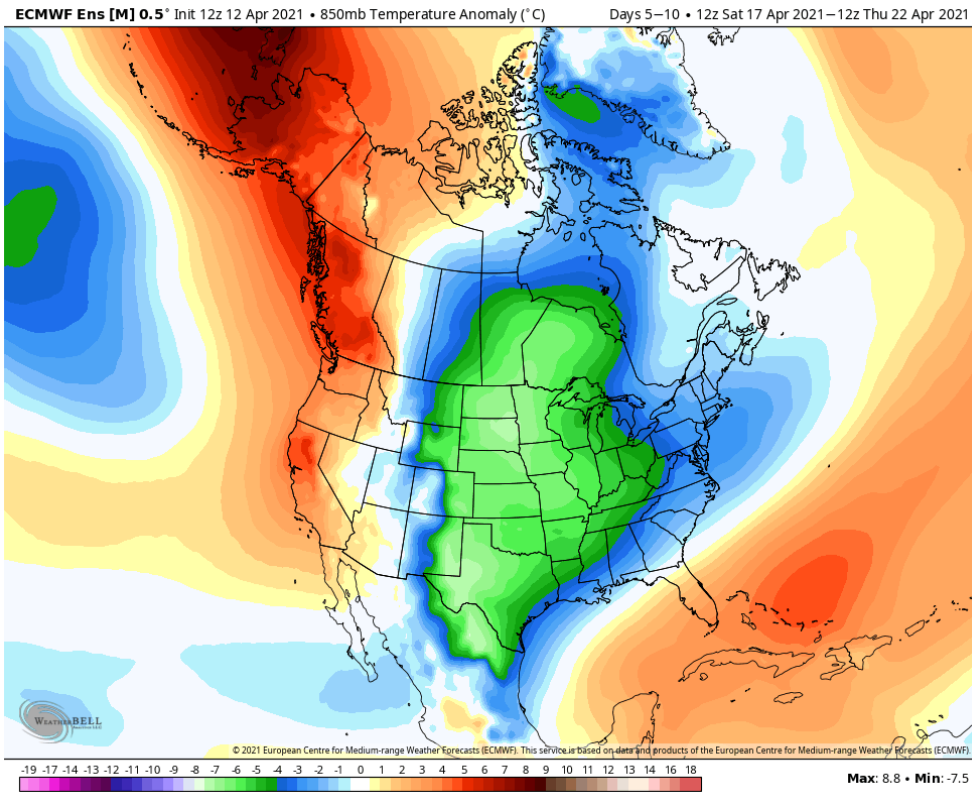 ECMWF Ens [M] 0.5° Init 12z 12 Apr 2021 • 850mb Temperature Anomaly (°C) Days 5−10 • 12z Sat 17 Apr 2021−12z Thu 22 Apr 2021
WEATHERBELL
© 2021 European Centre for Medium-range Weather Forecasts (ECMWF). This service is based on data and products of the European Centre for Medium-range Weather Forecasts (ECMWF).
-19 -17 -14 -13 -12 -11 -10 -9 -8 -7 -6 -5 -4 -3 -2 -1 0 1 2 3 4 5 6 7 8 9 10 11 12 13 14 16 18
Max: 8.8 • Min: -7.5